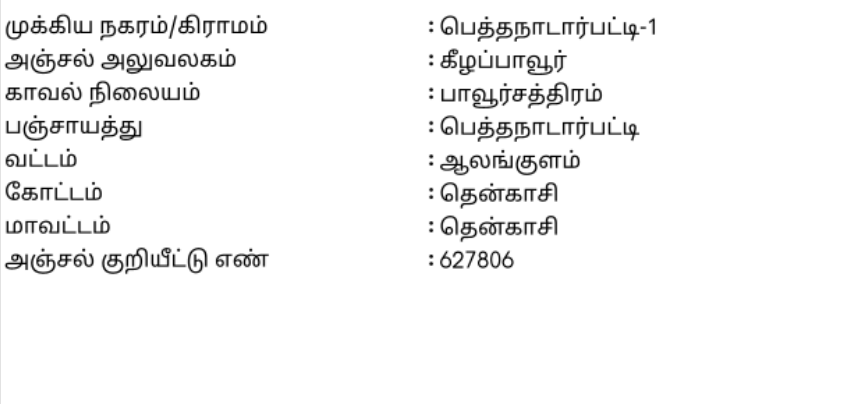 முக்கிய நகரம்/கிராமம் : பெத்தநாடார்பட்டி-1
அஞ்சல் அலுவலகம் : கீழப்பாவூர்
காவல் நிலையம் : பாவூர்சத்திரம்
பஞ்சாயத்து : பெத்தநாடார்பட்டி
வட்டம் : ஆலங்குளம்
கோட்டம் : தென்காசி
மாவட்டம் : தென்காசி
அஞ்சல் குறியீட்டு எண் : 627806